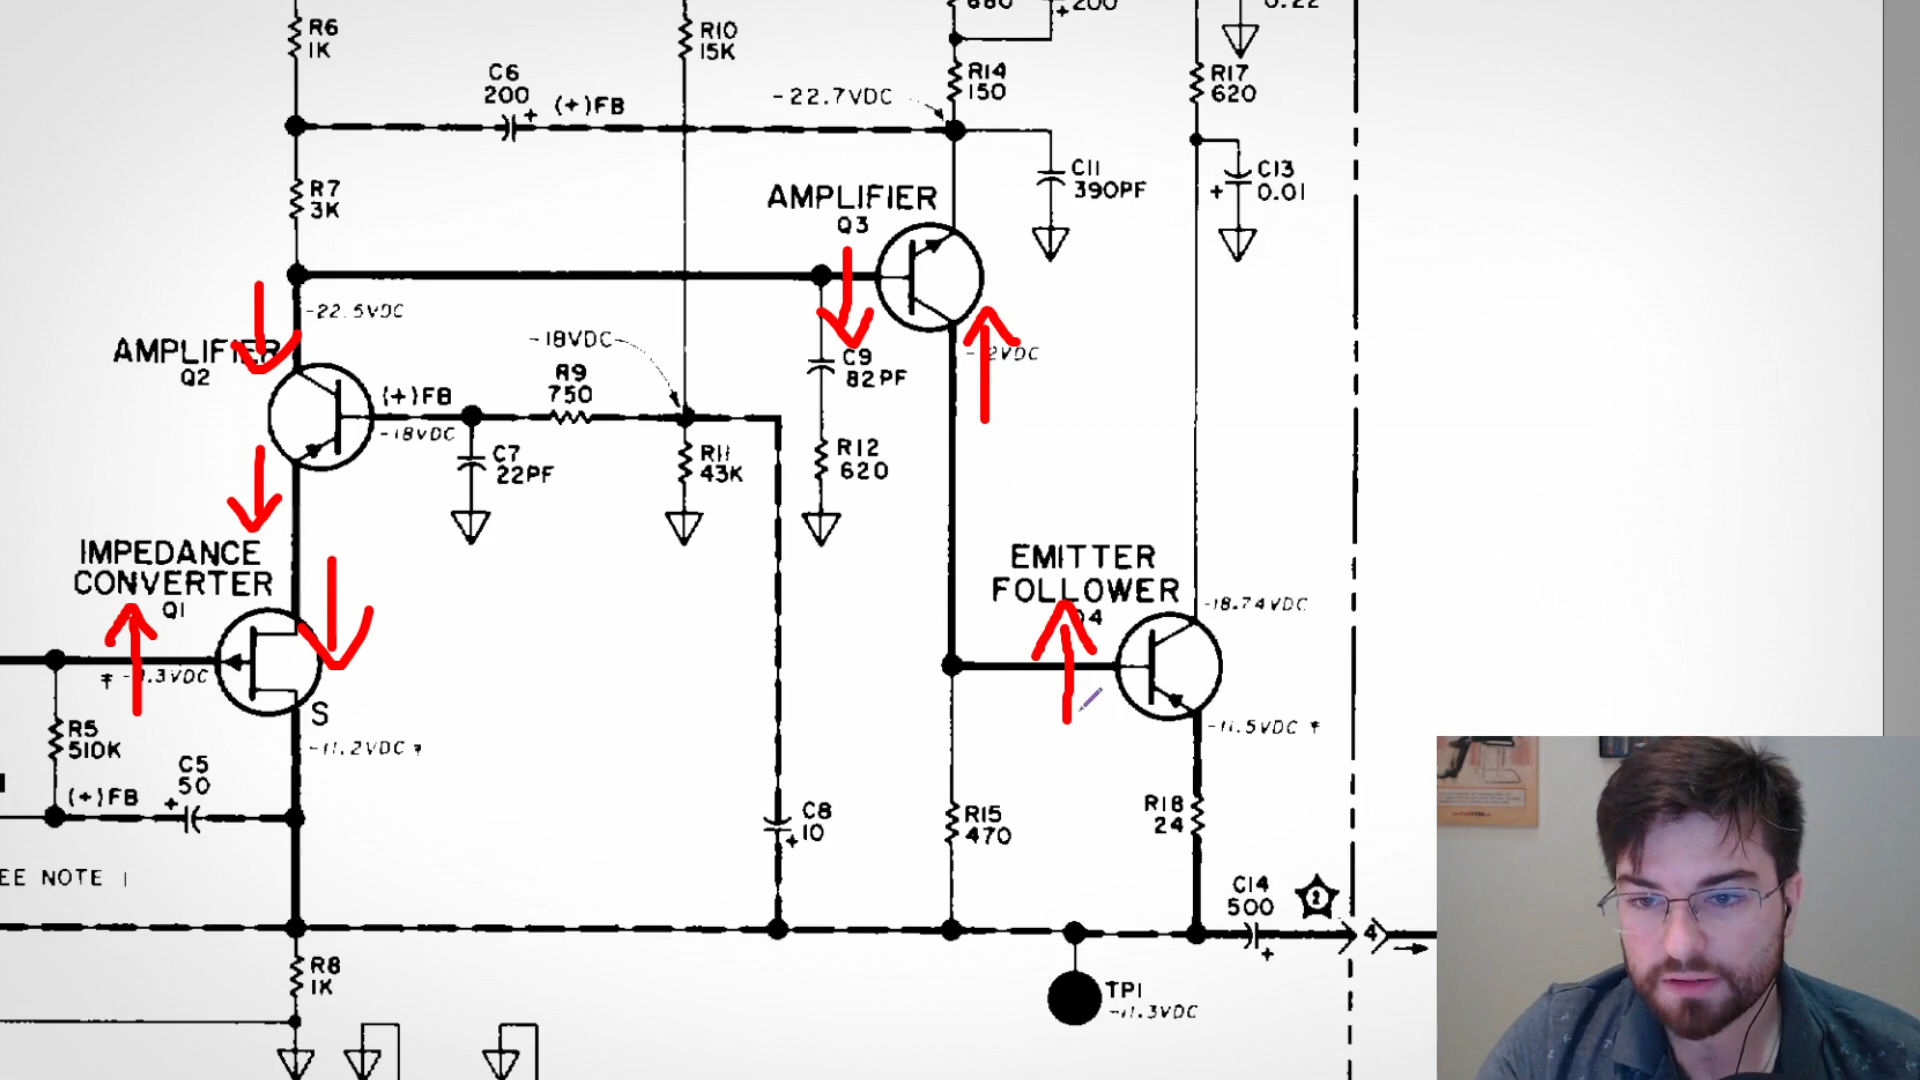 680
200
0.22
R6
1K
R10
15K
C6
200
+
(+)FB
-22.7VDC
R14
150
R17
620
R7
3K
AMPLIFIER
Q3
C11
390PF
C13
+ 0.01
-22.5VDC
AMPLIFIER
Q2
-18VDC
(+)FB
-18VDC
R9
750
C9
82PF
C7
22PF
R11
43K
R12
620
IMPEDANCE
CONVERTER
Q1
EMITTER
FOLLOWER
-18.74VDC
S
-11.2VDC
-11.5VDC
R5
510K
(+)FB
C5
50
+
C8
10
+
R15
470
R18
24
EE NOTE 1
C14
500
+
2
4
R8
1K
TP1
-11.3VDC